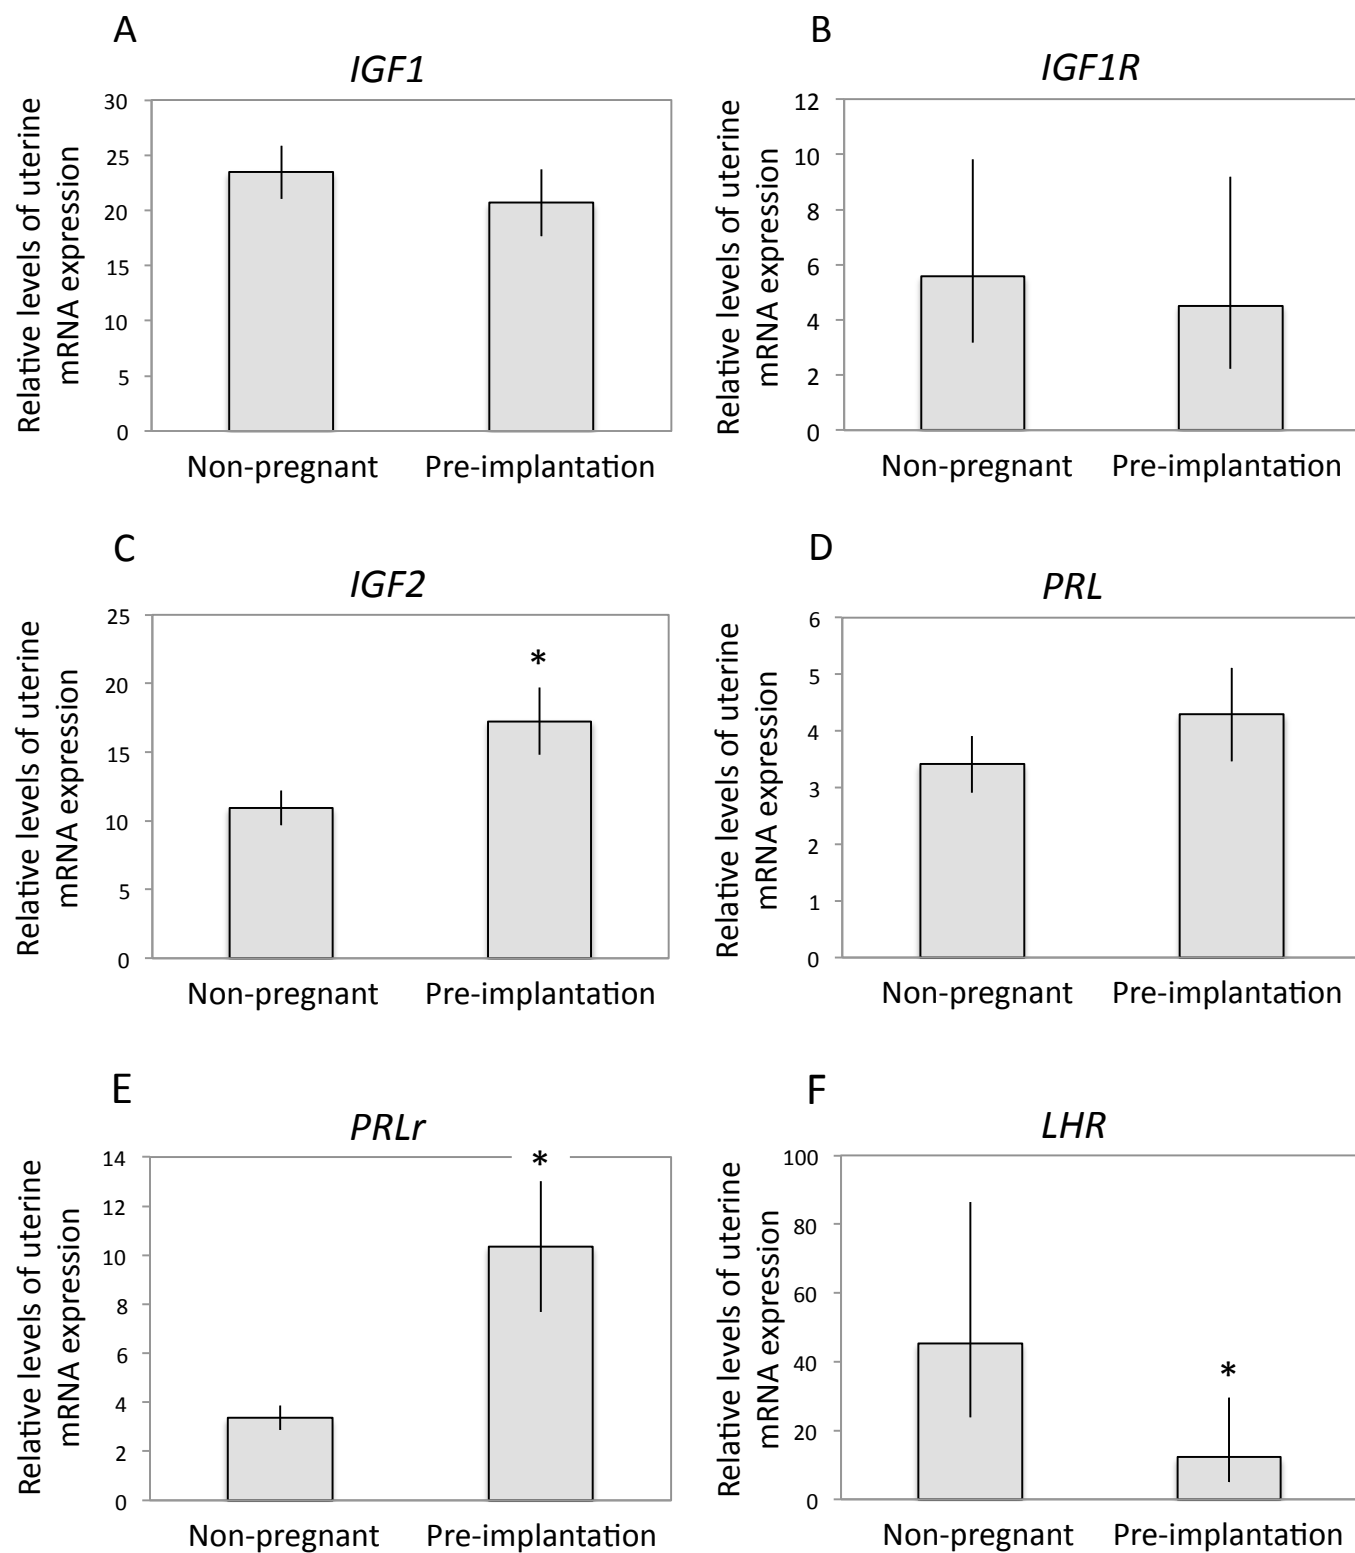 A
IGF1
Relative levels of uterine
mRNA expression
30
25
20
15
10
5
0
Non-pregnant Pre-implantation
B
IGF1R
Relative levels of uterine
mRNA expression
12
10
8
6
4
2
0
Non-pregnant Pre-implantation
C
IGF2
Relative levels of uterine
mRNA expression
25
20
15
10
5
0
*
Non-pregnant Pre-implantation
D
PRL
Relative levels of uterine
mRNA expression
6
5
4
3
2
1
0
Non-pregnant Pre-implantation
E
PRLr
Relative levels of uterine
mRNA expression
14
12
10
8
6
4
2
0
*
Non-pregnant Pre-implantation
F
LHR
Relative levels of uterine
mRNA expression
100
80
60
40
20
0
*
Non-pregnant Pre-implantation